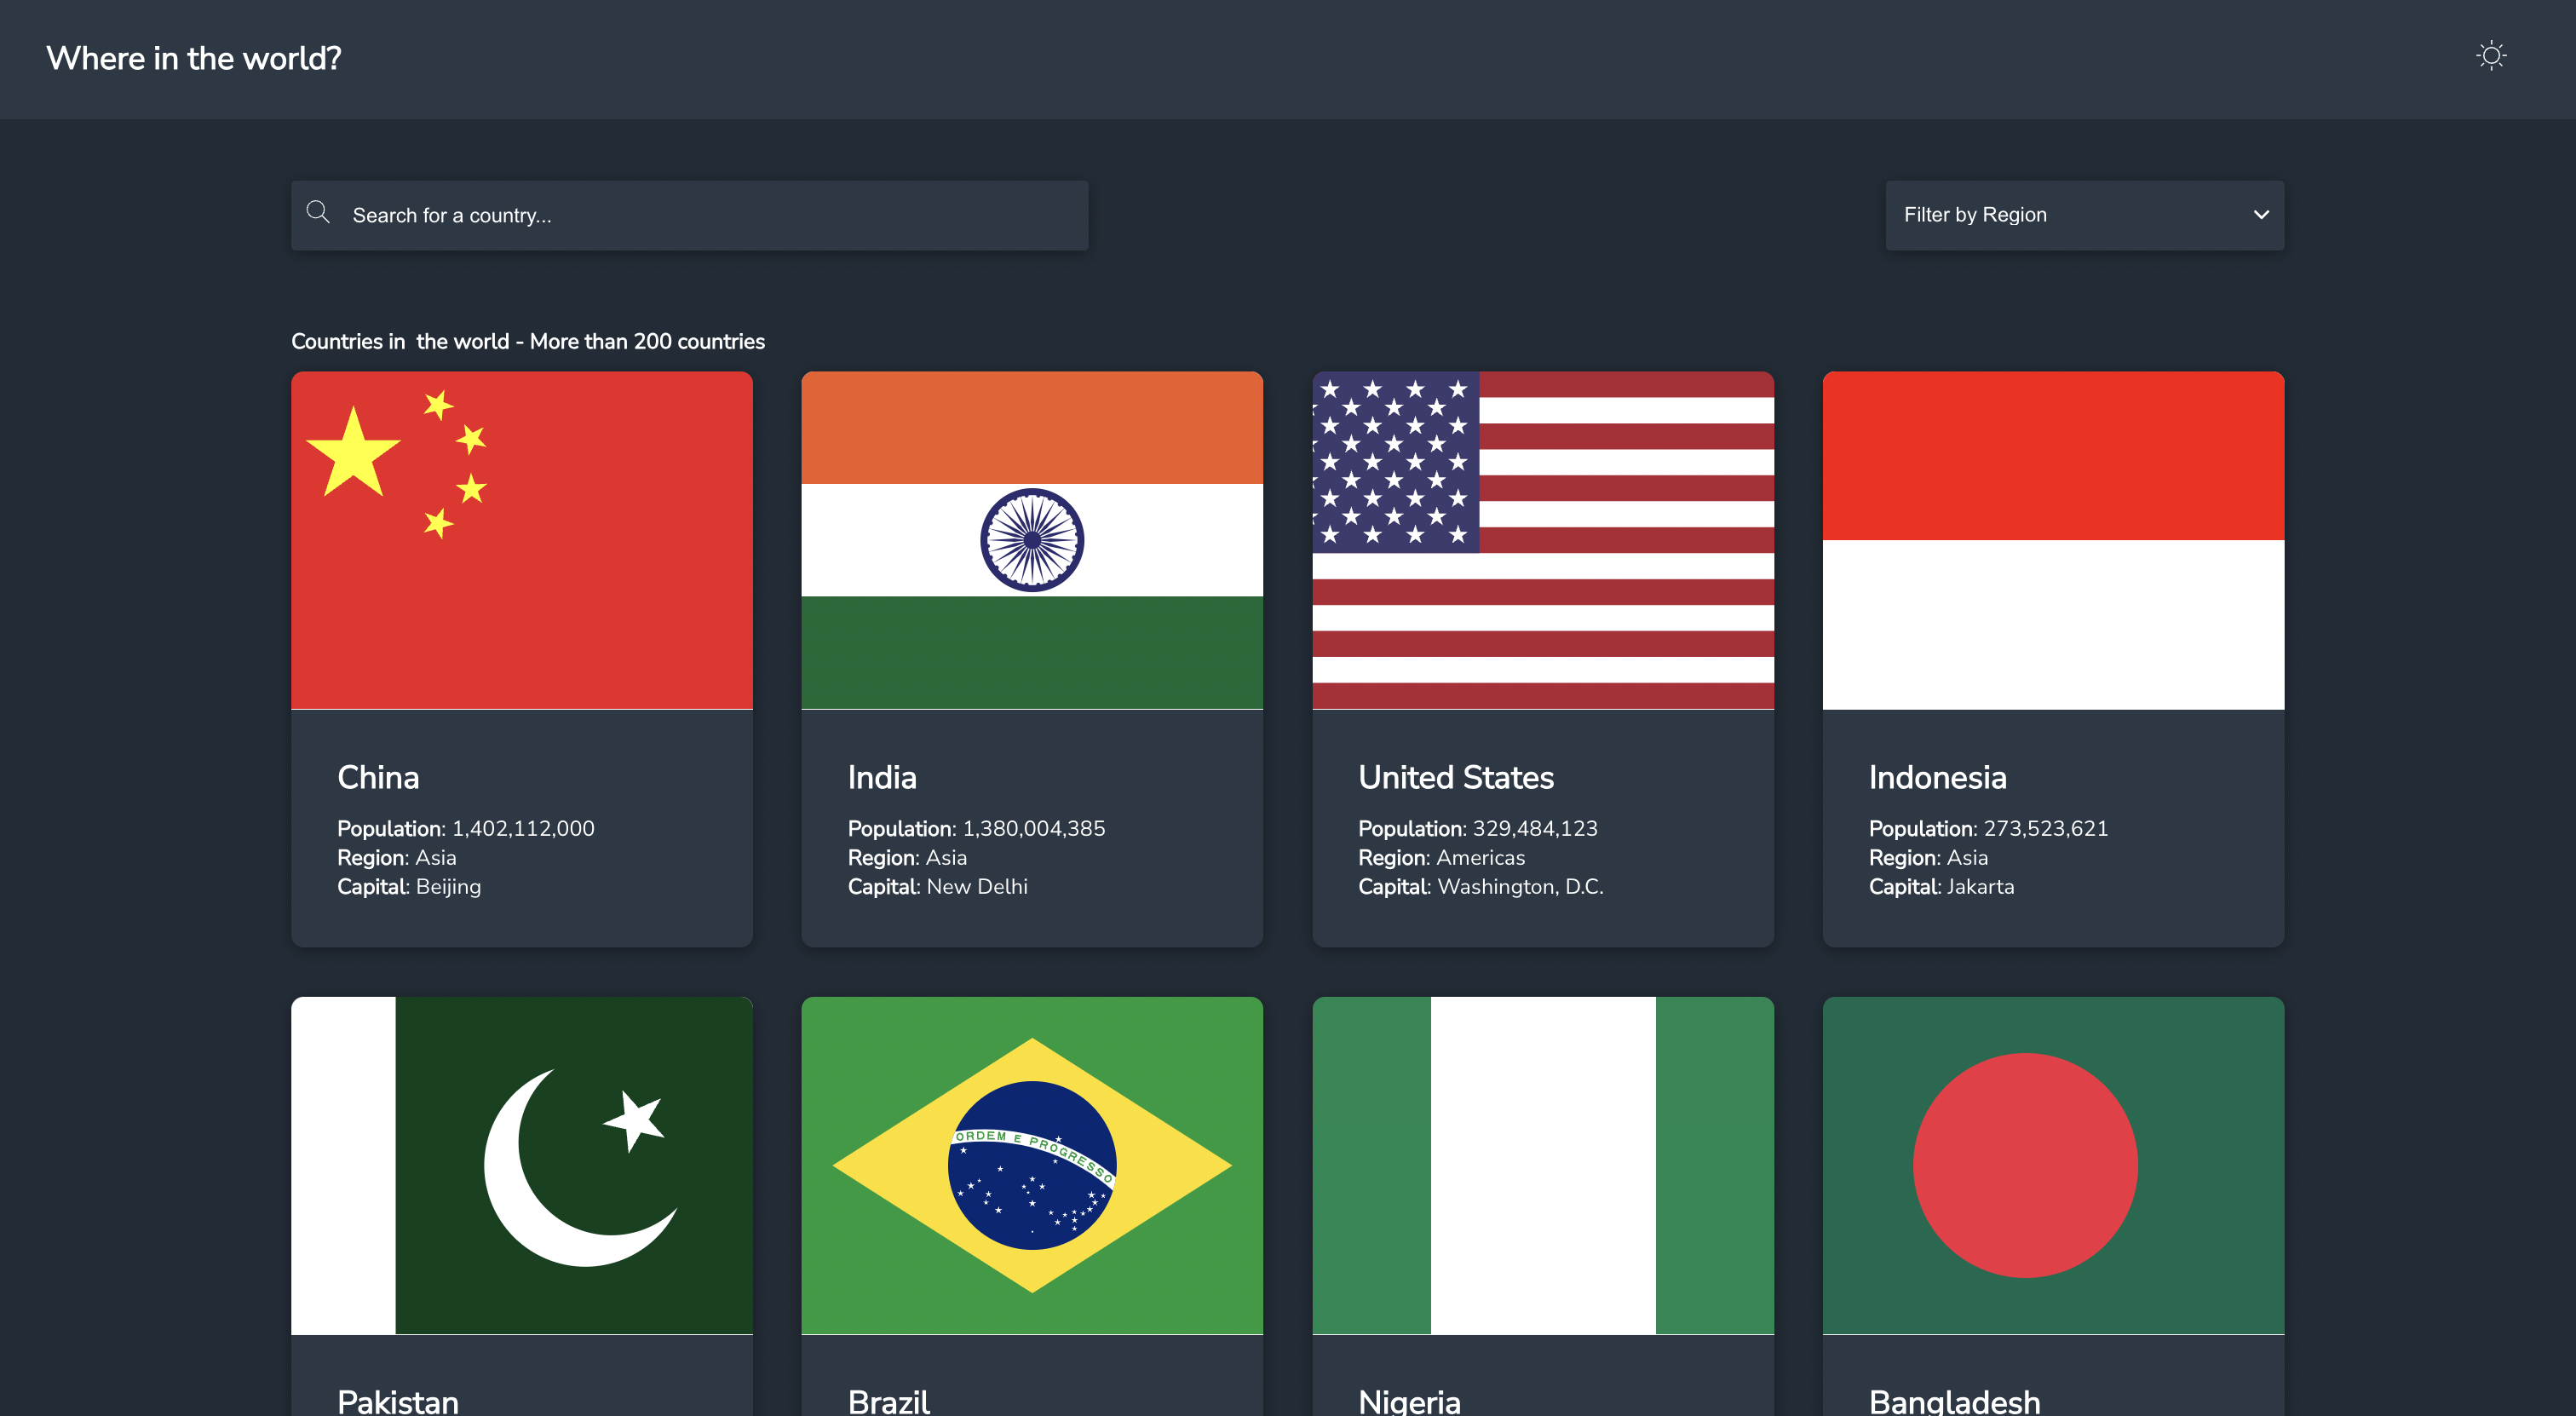 Where in the world?
Search for a country...
Filter by Region
Countries in  the world - More than 200 countries
China
Population: 1,402,112,000
Region: Asia
Capital: Beijing
India
Population: 1,380,004,385
Region: Asia
Capital: New Delhi
United States
Population: 329,484,123
Region: Americas
Capital: Washington, D.C.
Indonesia
Population: 273,523,621
Region: Asia
Capital: Jakarta
ORDEM E PROGRESSO
Pakistan
Brazil
Nigeria
Bangladesh